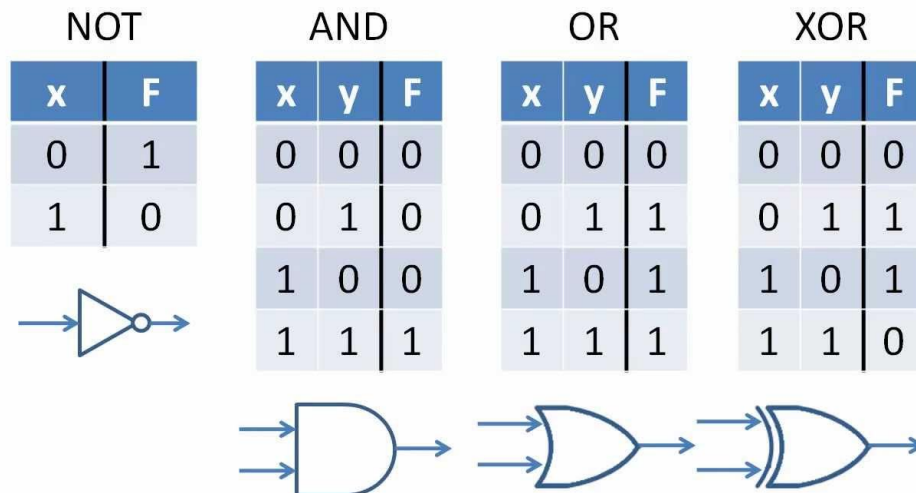 NOT AND OR XOR
x F x y F x y F x y F
0 1 0 0 0 0 0 0 0 0 0
1 0 0 1 0 0 1 1 0 1 1
1 0 0 1 0 1 1 0 1
1 1 1 1 1 1 1 1 0